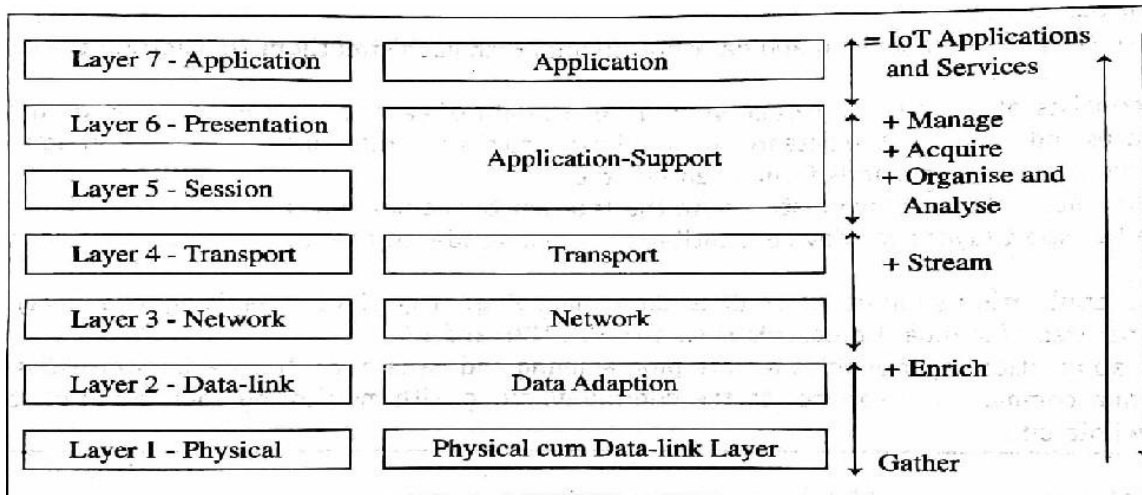 Layer 7 - Application
Application
= IoT Applications
and Services
Layer 6 - Presentation
Application-Support
+ Manage
+ Acquire
+ Organise and
Analyse
Layer 5 - Session
Layer 4 - Transport
Transport
+ Stream
Layer 3 - Network
Network
Layer 2 - Data-link
Data Adaption
+ Enrich
Layer 1 - Physical
Physical cum Data-link Layer
Gather